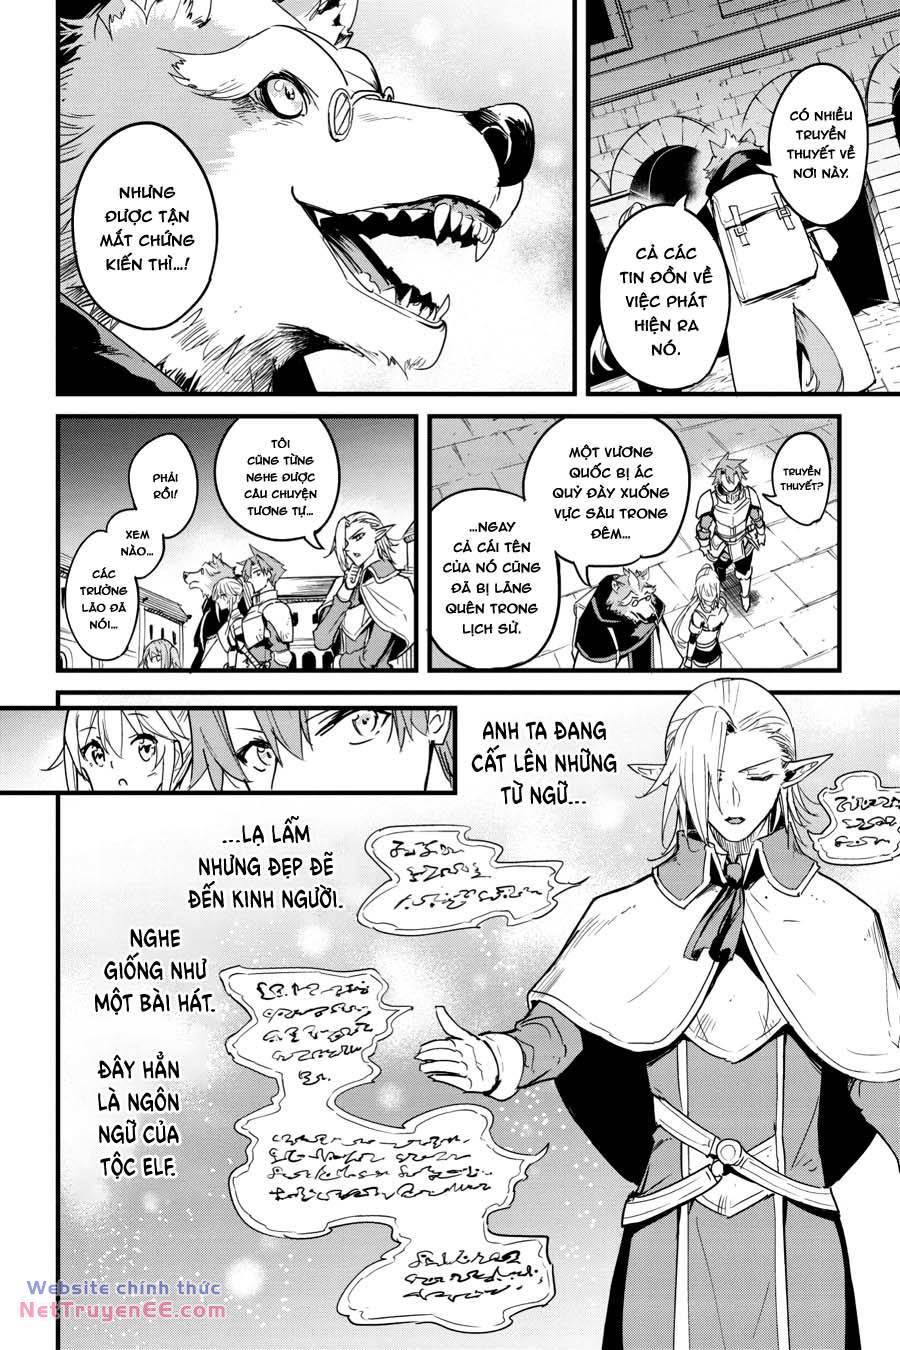 CÓ NHIỀU
TRUYỀN
THUYẾT VỀ
NƠI NÀY.
CẢ CÁC
TIN ĐỒN VỀ
VIỆC PHÁT
HIỆN RA
NÓ.
NHƯNG
ĐƯỢC TẬN
MẮT CHỨNG
KIẾN THÌ...!
TRUYỀN
THUYẾT?
MỘT VƯƠNG
QUỐC BỊ ÁC
QUỶ ĐÀY XUỐNG
VỰC SÂU TRONG
ĐÊM...
...NGAY
CẢ CÁI TÊN
CỦA NÓ CŨNG
ĐÃ BỊ LÃNG
QUÊN TRONG
LỊCH SỬ.
TÔI
CŨNG TỪNG
NGHE ĐƯỢC
CÂU CHUYỆN
TƯƠNG TỰ...
PHẢI
RỒI!
XEM
NÀO...
CÁC
TRƯỞNG
LÃO ĐÃ
NÓI...
ANH TA ĐANG
CẤT LÊN NHỮNG
TỪ NGỮ...
...LẠ LẪM
NHƯNG ĐẸP ĐẼ
ĐẾN KINH NGƯỜI.
NGHE
GIỐNG NHƯ
MỘT BÀI HÁT.
ĐÂY HẲN
LÀ NGÔN
NGỮ CỦA
TỘC ELF.
Website chính thức
NetTruyenEE.com